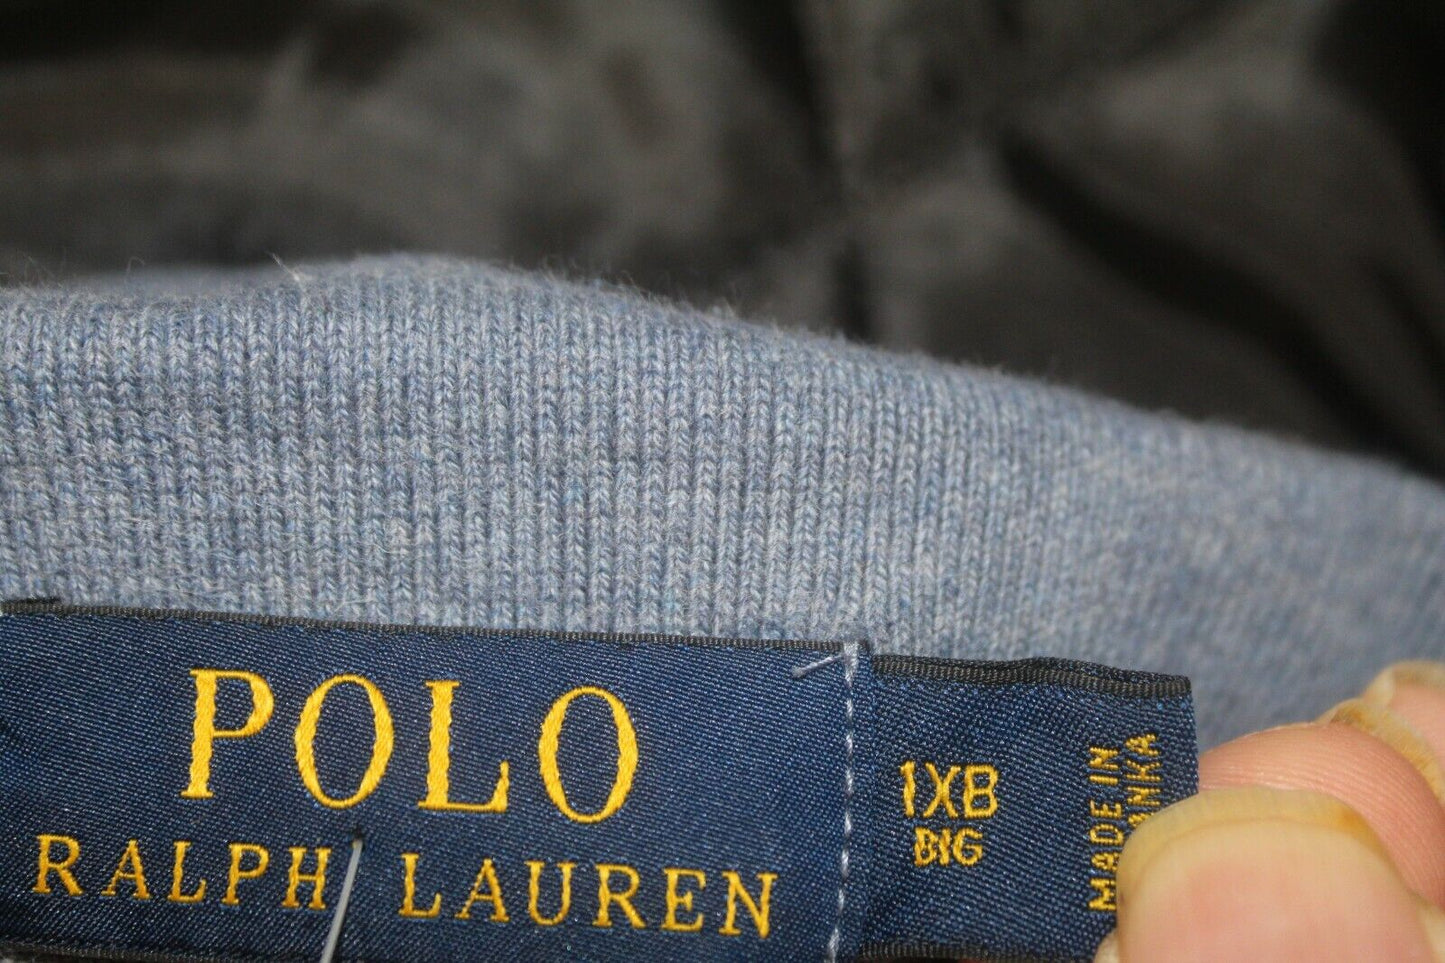 POLO
RALPH LAUREN
1XB
BIG
MADE IN